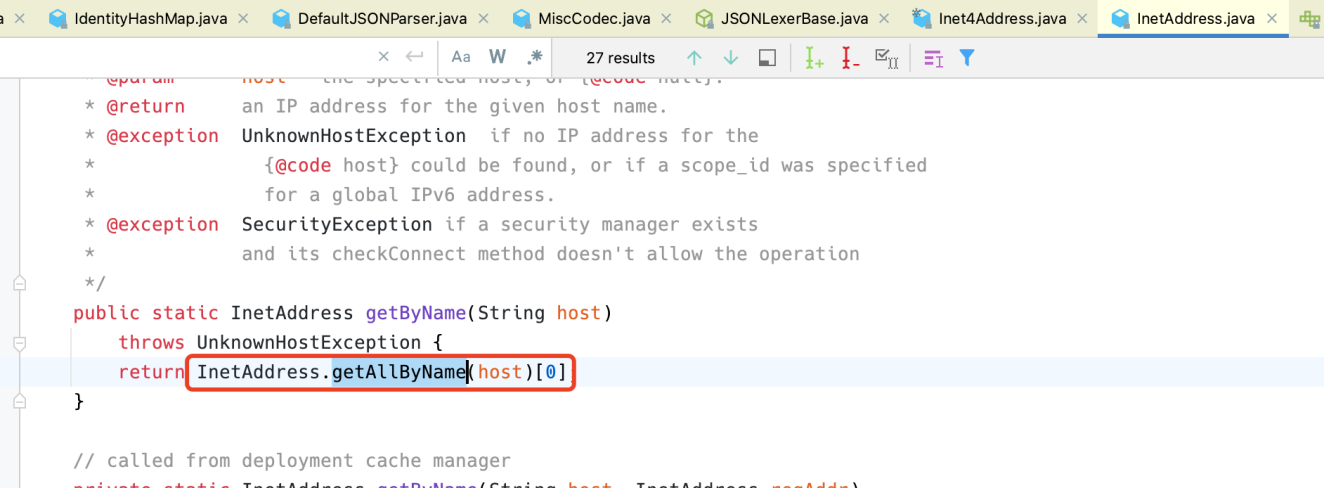 a IdentityHashMap.java DefaultJSONParser.java MiscCodec.java JSONLexerBase.java Inet4Address.java InetAddress.java
Aa W .* 27 results
* @param host the specified host, or {@code null}.
* @return an IP address for the given host name.
* @exception UnknownHostException if no IP address for the
* {@code host} could be found, or if a scope_id was specified
* for a global IPv6 address.
* @exception SecurityException if a security manager exists
* and its checkConnect method doesn't allow the operation
*/
public static InetAddress getByName(String host)
throws UnknownHostException {
return InetAddress.getAllByName(host)[0];
}
// called from deployment cache manager
private static InetAddress getByName(String host, InetAddress reqAddr)